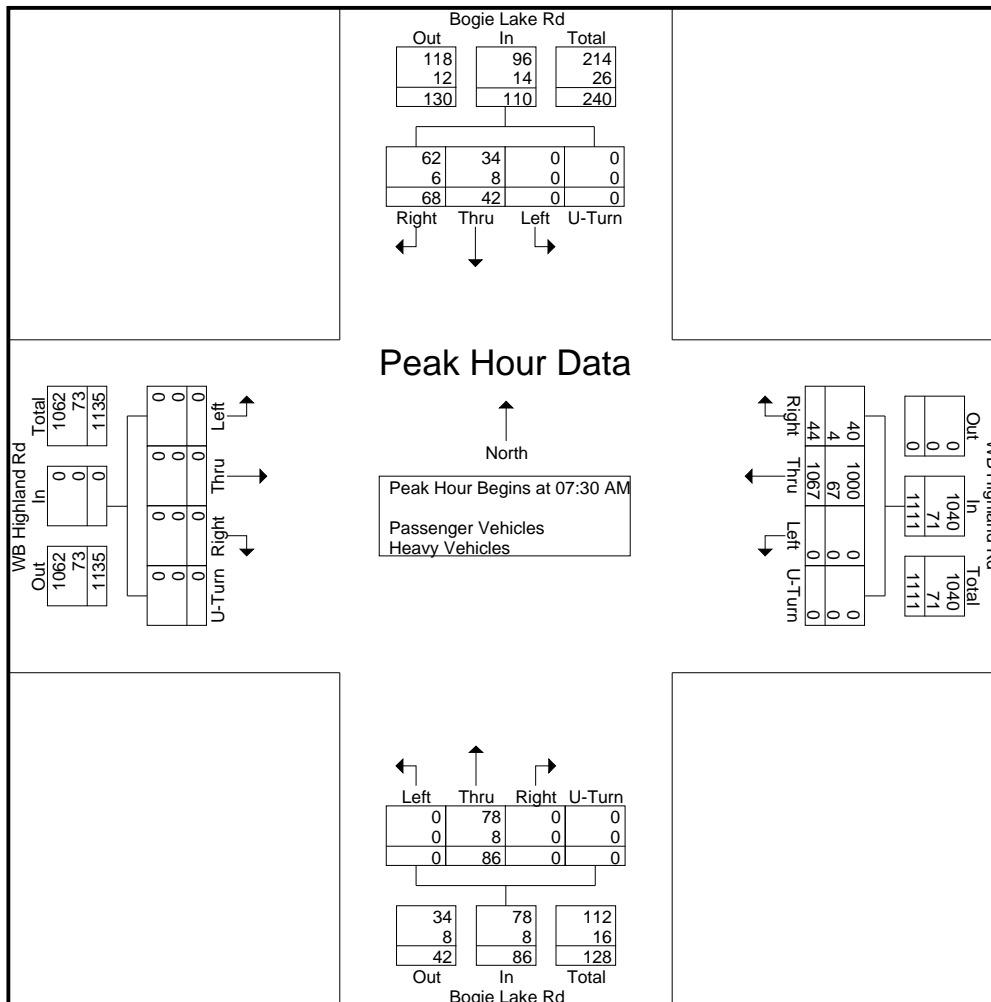 Bogie Lake Rd
Out In Total
118 96 214
12 14 26
130 110 240
62 34 0 0
6 8 0 0
68 42 0 0
Right Thru Left U-Turn
Peak Hour Data
North
Peak Hour Begins at 07:30 AM
Passenger Vehicles
Heavy Vehicles
WB Highland Rd
Total In Out
1062 0 1062
73 0 73
1135 0 1135
0 0 0 0
0 0 0 0
0 0 0 0
Left Thru Right U-Turn
WB Highland Rd
Out In Total
0 1040 1040
0 71 71
0 1111 1111
40 1000 0 0
4 67 0 0
44 1067 0 0
Right Thru Left U-Turn
Left Thru Right U-Turn
0 78 0 0
0 8 0 0
0 86 0 0
34 78 112
8 8 16
42 86 128
Out In Total
Bogie Lake Rd